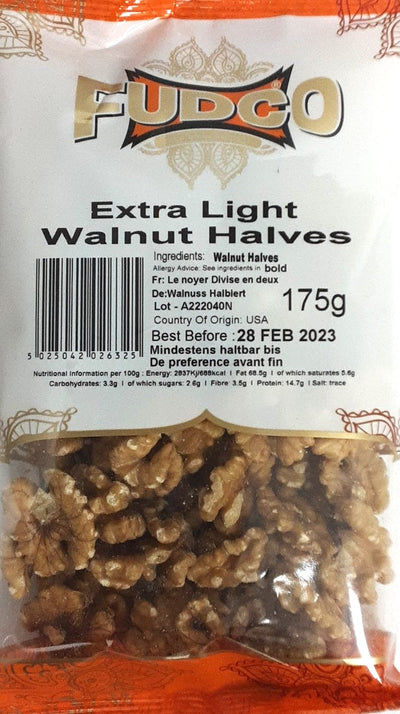 FUDCO®
Extra Light
Walnut Halves
Ingredients: Walnut Halves
Allergy Advice: See ingredients in bold
Fr: Le noyer Divise en deux
De:Walnuss Halbiert
Lot - A222040N
175g
Country Of Origin: USA
Best Before : 28 FEB 2023
Mindestens haltbar bis
De preference avant fin
5 025042 026325
Nutritional Information per 100g : Energy: 2837Kj/688kcal I Fat 68.5g I of which saturates 5.6g
Carbohydrates: 3.3g I of which sugars: 2.6g I Fibre: 3.5g I Protein: 14.7g I Salt: trace